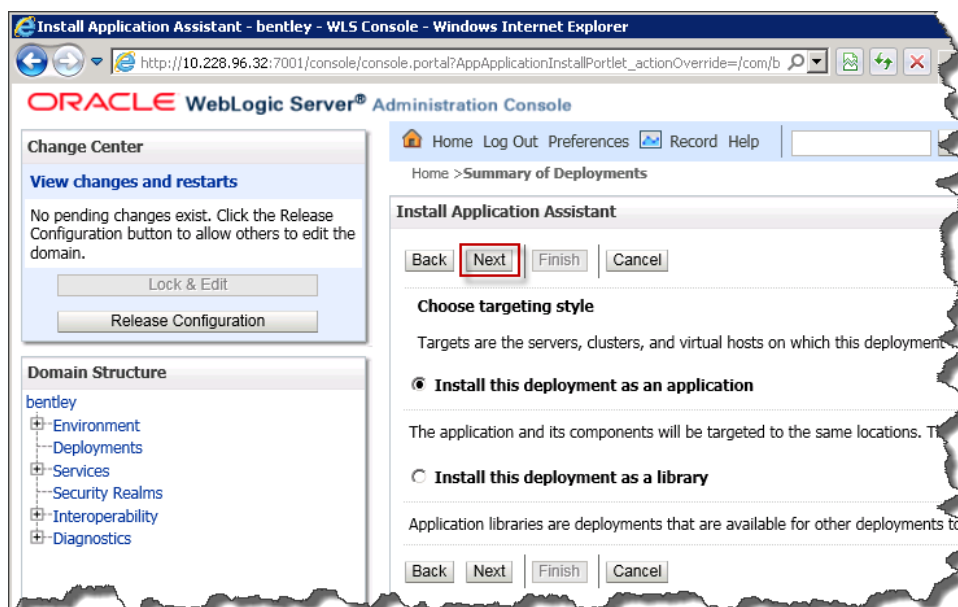 Install Application Assistant - bentley - WLS Console - Windows Internet Explorer
http://10.228.96.32:7001/console/console.portal?AppApplicationInstallPortlet_actionOverride=/com/b
ORACLE WebLogic Server® Administration Console
Change Center
View changes and restarts
No pending changes exist. Click the Release
Configuration button to allow others to edit the
domain.
Lock & Edit
Release Configuration
Domain Structure
bentley
Environment
Deployments
Services
Security Realms
Interoperability
Diagnostics
Home Log Out Preferences Record Help
Home >Summary of Deployments
Install Application Assistant
Back Next Finish Cancel
Choose targeting style
Targets are the servers, clusters, and virtual hosts on which this deployment
Install this deployment as an application
The application and its components will be targeted to the same locations.
Install this deployment as a library
Application libraries are deployments that are available for other deployments to
Back Next Finish Cancel